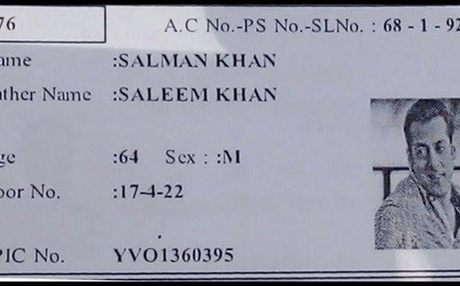 76 A.C No.-PS No.-SLNo. : 68 - 1 - 92
ame :SALMAN KHAN
ather Name :SALEEM KHAN
ge :64 Sex : :M
oor No. :17-4-22
PIC No. YVO1360395